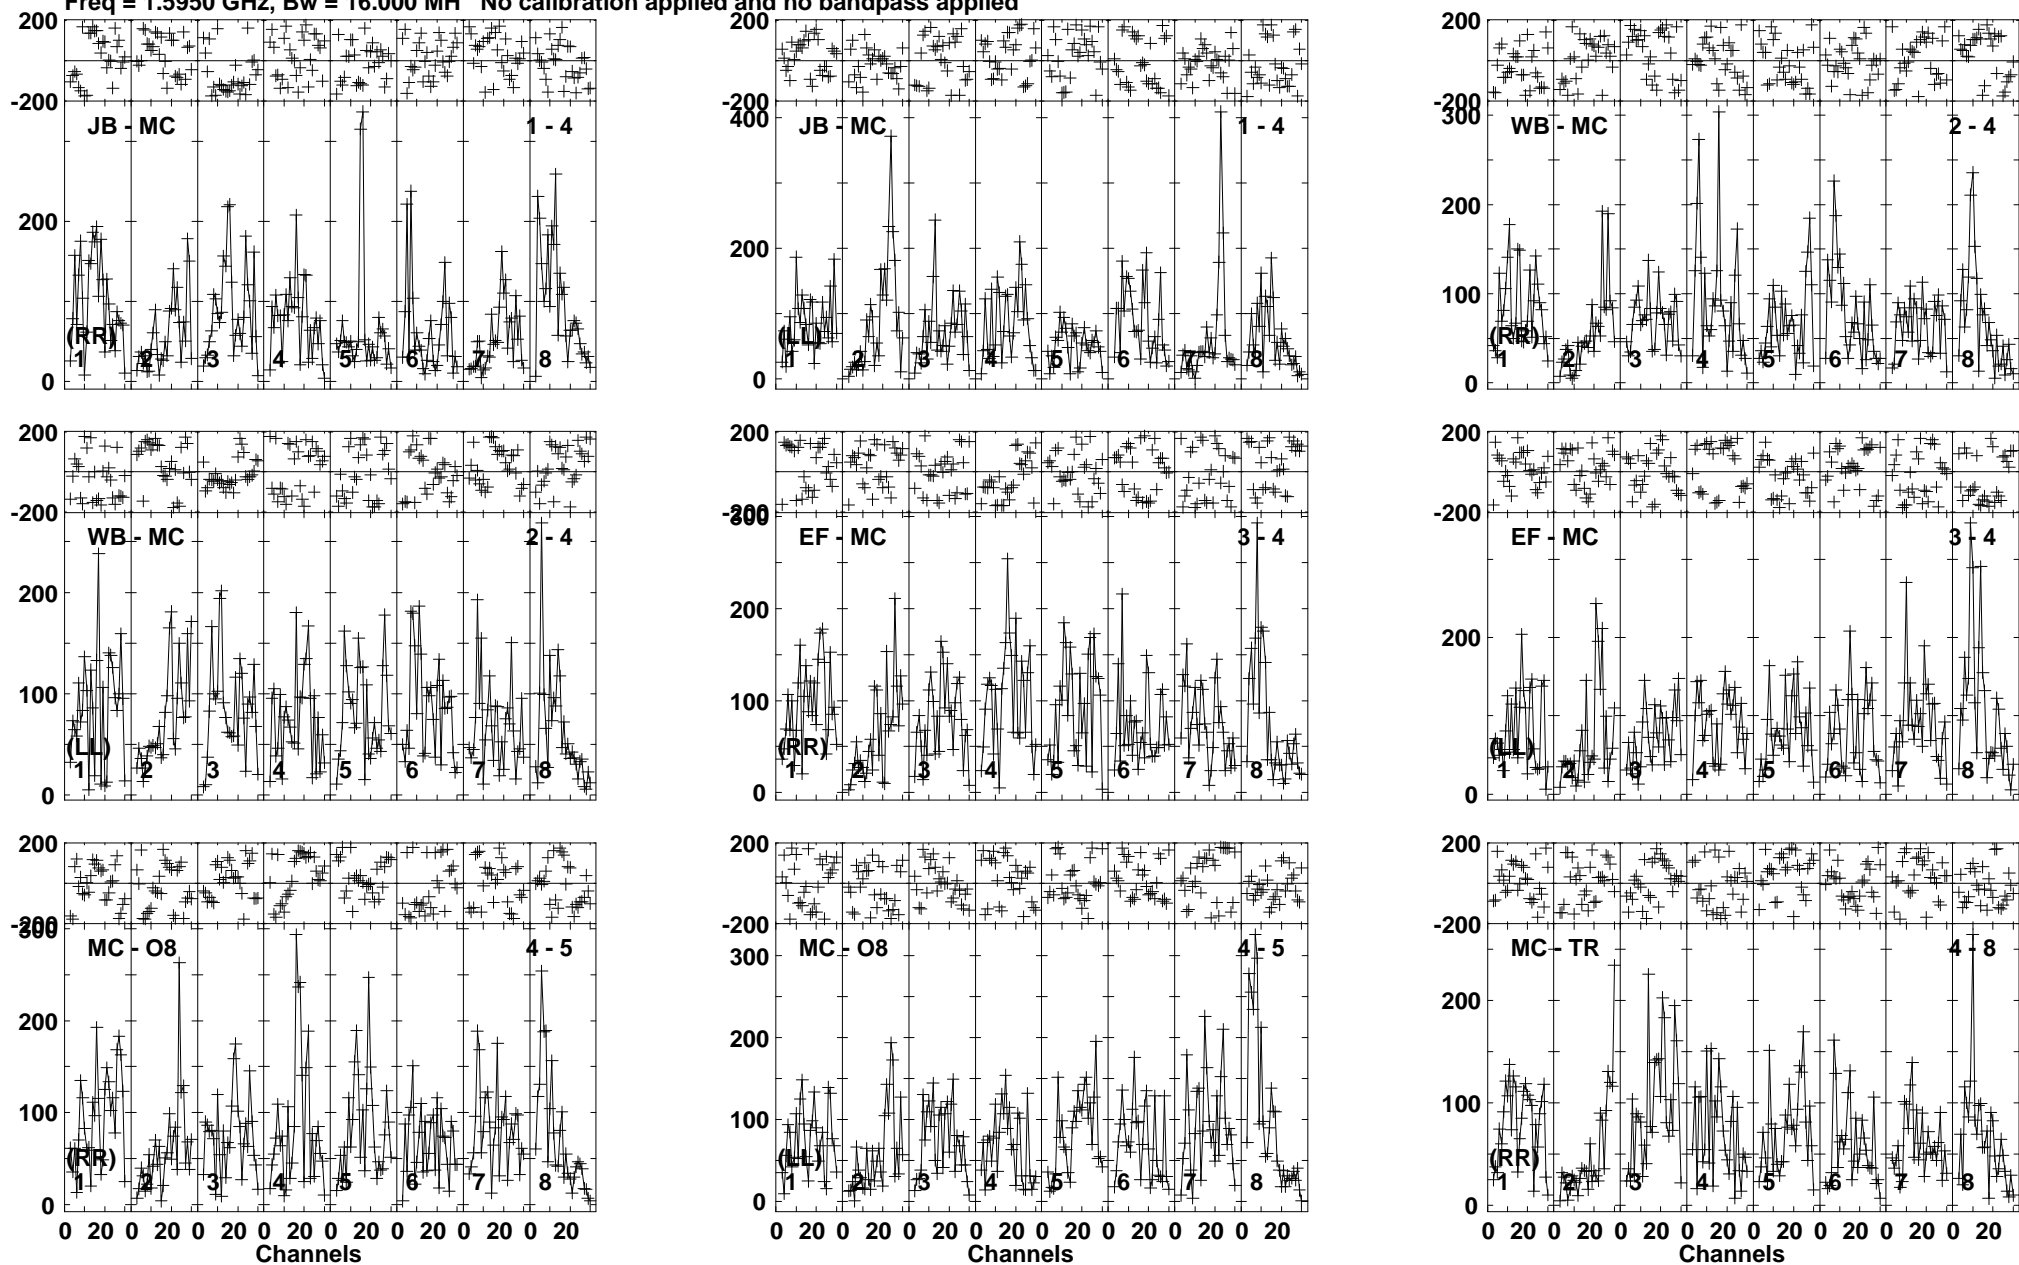 Freq = 1.5950 GHz, Bw = 16.000 MH No calibration applied and no bandpass applied
200 200 200
-200 -200 -200
JB - MC 1 - 4 JB - MC 1 - 4 WB - MC 2 - 4
400 300
200 200 200
100
(RR) (LL) (RR)
1 2 3 4 5 6 7 8 1 2 3 4 5 6 7 8 1 2 3 4 5 6 7 8
0 0 0
200 200 200
-200 -200 -200
300
WB - MC 2 - 4 EF - MC 3 - 4 EF - MC 3 - 4
200 200 200
100 100
(LL) (RR) (LL)
1 2 3 4 5 6 7 8 1 2 3 4 5 6 7 8 1 2 3 4 5 6 7 8
0 0 0
200 200 200
-200 -200 -200
300
MC - O8 4 - 5 MC - O8 4 - 5 MC - TR 4 - 8
300
200 200 200
100 100 100
(RR) (LL) (RR)
1 2 3 4 5 6 7 8 1 2 3 4 5 6 7 8 1 2 3 4 5 6 7 8
0 0 0
0 20 0 20 0 20 0 20 0 20 0 20 0 20 0 20 0 20 0 20 0 20 0 20 0 20 0 20 0 20 0 20 0 20 0 20 0 20 0 20 0 20 0 20 0 20 0 20
Channels Channels Channels